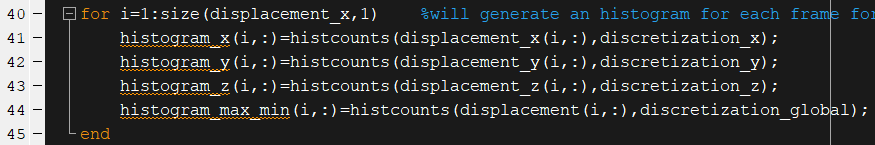 40 – for i=1:size(displacement_x,1) %will generate an histogram for each frame for
41 – histogram_x(i,:)=histcounts(displacement_x(i,:),discretization_x);
42 – histogram_y(i,:)=histcounts(displacement_y(i,:),discretization_y);
43 – histogram_z(i,:)=histcounts(displacement_z(i,:),discretization_z);
44 – histogram_max_min(i,:)=histcounts(displacement(i,:),discretization_global);
45 – end